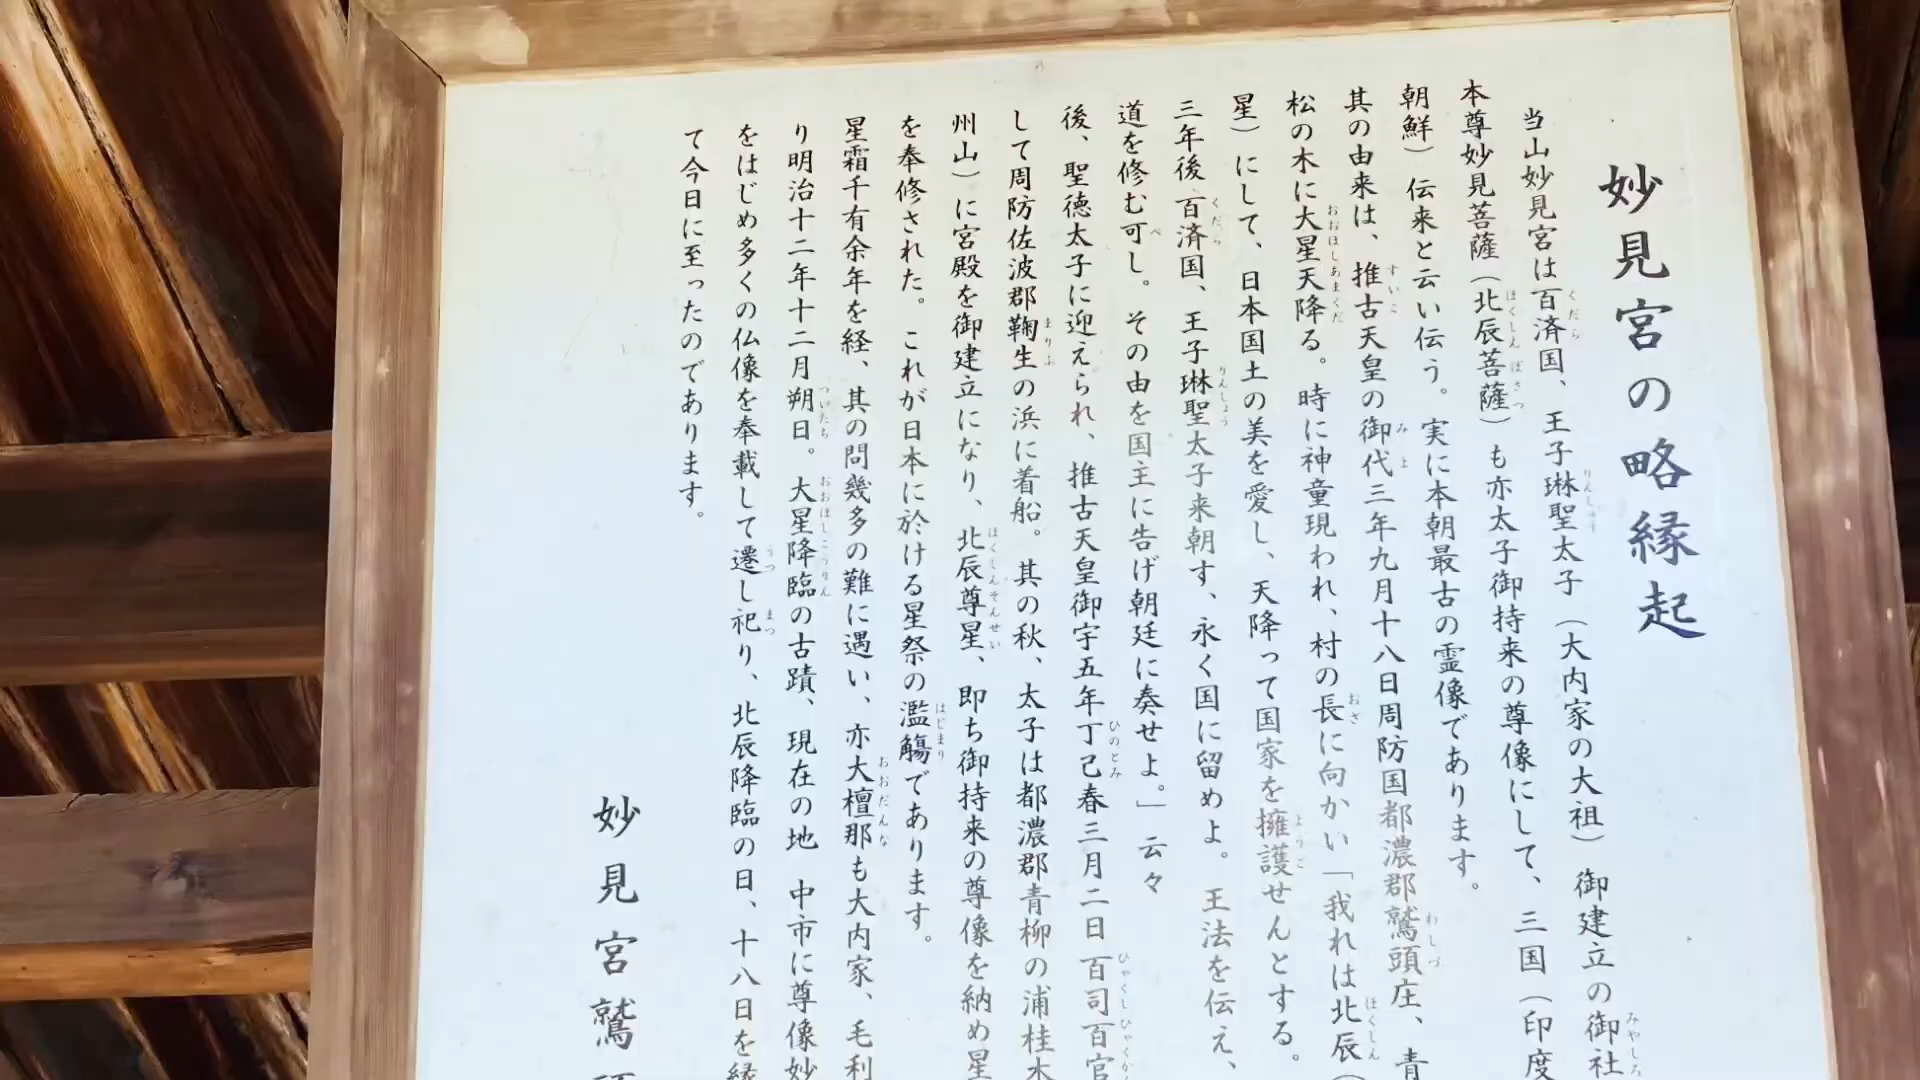 妙見宮の略縁起
当山妙見宮は百済国、王子琳聖太子（大内家の大祖）御建立の御社
本尊妙見菩薩（北辰菩薩）も亦太子御持来の尊像にして、三国（印度
朝鮮）伝来と云い伝う。実に本朝最古の霊像であります。
其の由来は、推古天皇の御代三年九月十八日周防国都濃郡鷲頭庄、青
松の木に大星天降る。時に神童現われ、村の長に向かい「我れは北辰（
星）にして、日本国土の美を愛し、天降って国家を擁護せんとする。
三年後百済国、王子琳聖太子来朝す、永く国に留めよ。王法を伝え、
道を修む可し。その由を国主に告げ朝廷に奏せよ。」云々
後、聖徳太子に迎えられ、推古天皇御宇五年丁己春三月二日百司百官
して周防佐波郡鞠生の浜に着船。其の秋、太子は都濃郡青柳の浦桂木
州山）に宮殿を御建立になり、北辰尊星、即ち御持来の尊像を納め星
を奉修された。これが日本に於ける星祭の濫觴であります。
星霜千有余年を経、其の問幾多の難に遇い、亦大檀那も大内家、毛利
り明治十二年十二月朔日。大星降臨の古蹟、現在の地 中市に尊像妙
をはじめ多くの仏像を奉載して遷し祀り、北辰降臨の日、十八日を縁
て今日に至ったのであります。
妙見宮鷲